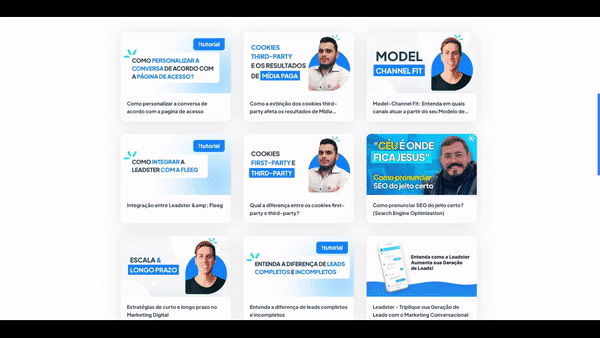 !tutorial
COMO PERSONALIZAR A
CONVERSA DE ACORDO COM
A PÁGINA DE ACESSO?
Como personalizar a conversa de
acordo com a pagina de acesso
COOKIES
THIRD-PARTY
E OS RESULTADOS
DE MÍDIA PAGA
Como a extinção dos cookies third-
party afeta os resultados de Mídia...
MODEL
CHANNEL FIT
Model-Channel Fit: Entenda em quais
canais atuar a partir do seu Modelo de...
!tutorial
COMO INTEGRAR A
LEADSTER COM A FLEEG
Integração entre Leadster &amp; Fleeg
COOKIES
FIRST-PARTY E
THIRD-PARTY
Qual a diferença entre os cookies first-
party e third-party?
"CÉU É ONDE
FICA JESUS"
Como pronunciar
SEO do jeito certo
Como pronunciar SEO do jeito certo?
(Search Engine Optimization)
ESCALA &
LONGO PRAZO
Estratégias de curto e longo prazo no
Marketing Digital
!tutorial
ENTENDA A DIFERENÇA DE LEADS
COMPLETOS E INCOMPLETOS
Entenda a diferença de leads completos
e incompletos
Entenda como a Leadster
Aumenta sua Geração
de Leads!
Leadster - Triplique sua Geração de
Leads com o Marketing Conversacional